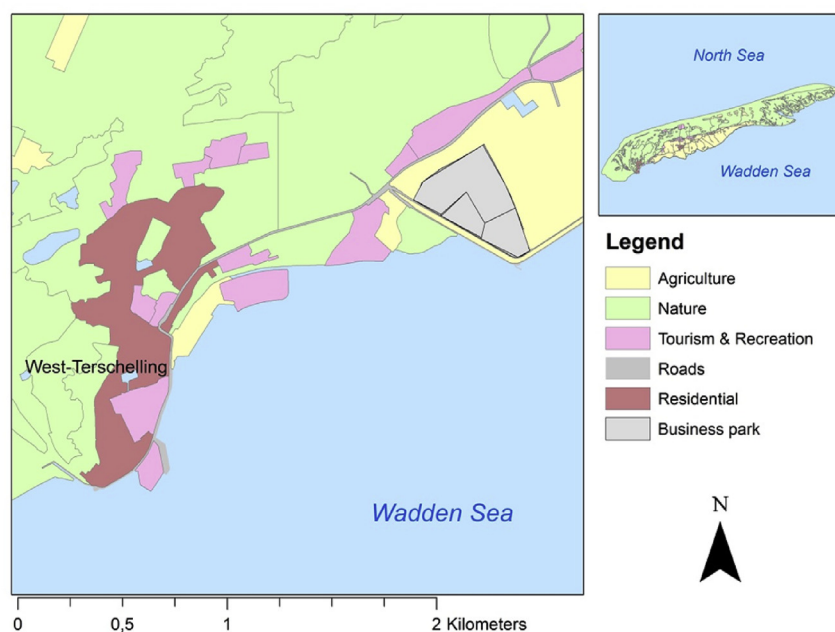 North Sea
Wadden Sea
West-Terschelling
Wadden Sea
Legend
Agriculture
Nature
Tourism & Recreation
Roads
Residential
Business park
N
0 0,5 1 2 Kilometers